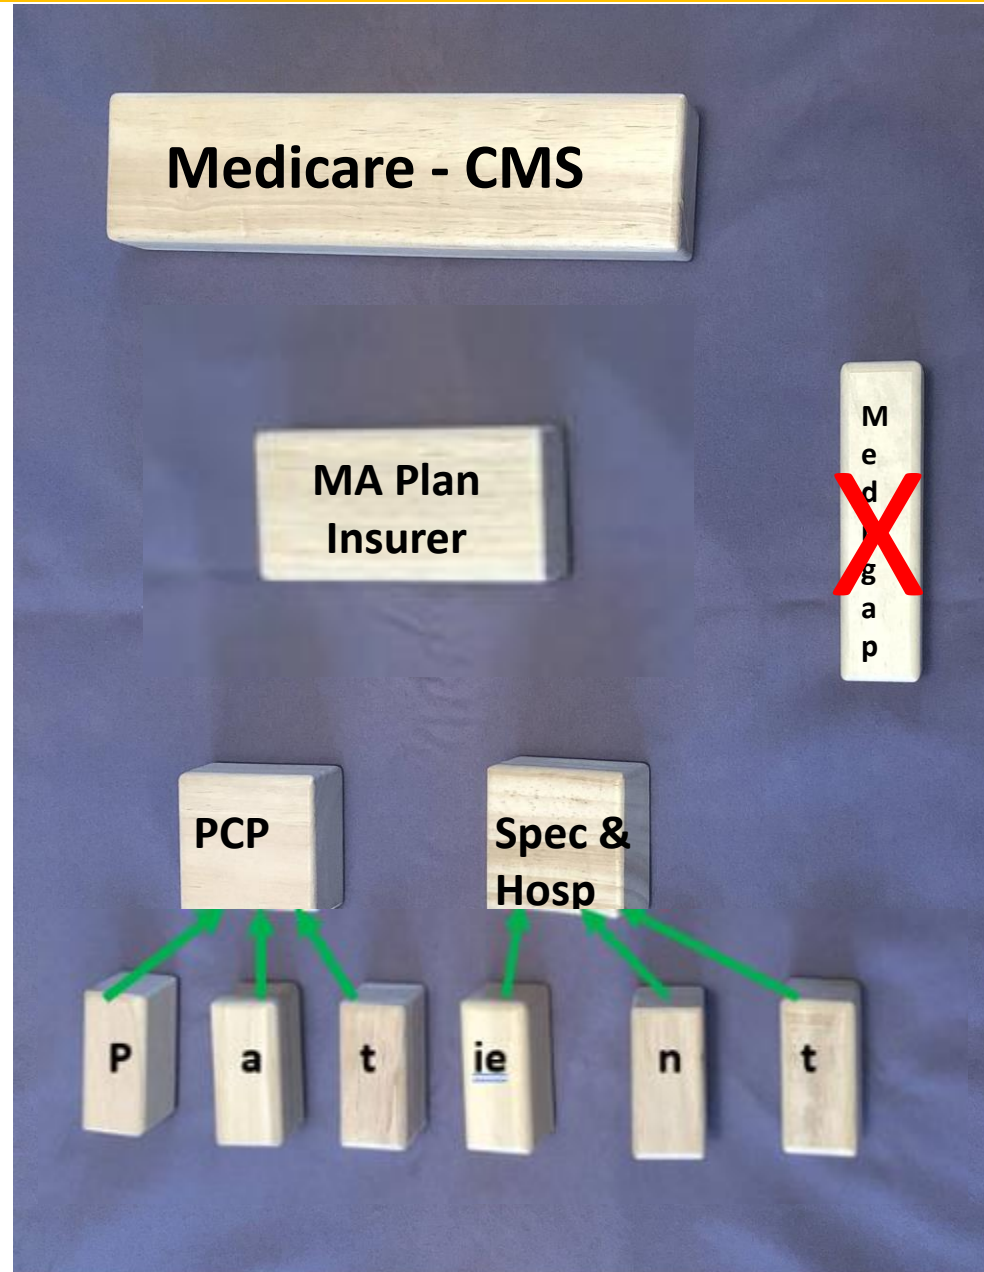 Medicare - CMS
MA Plan
Insurer
M
e
d
g
a
p
X
PCP
Spec &
Hosp
P a t ie n t